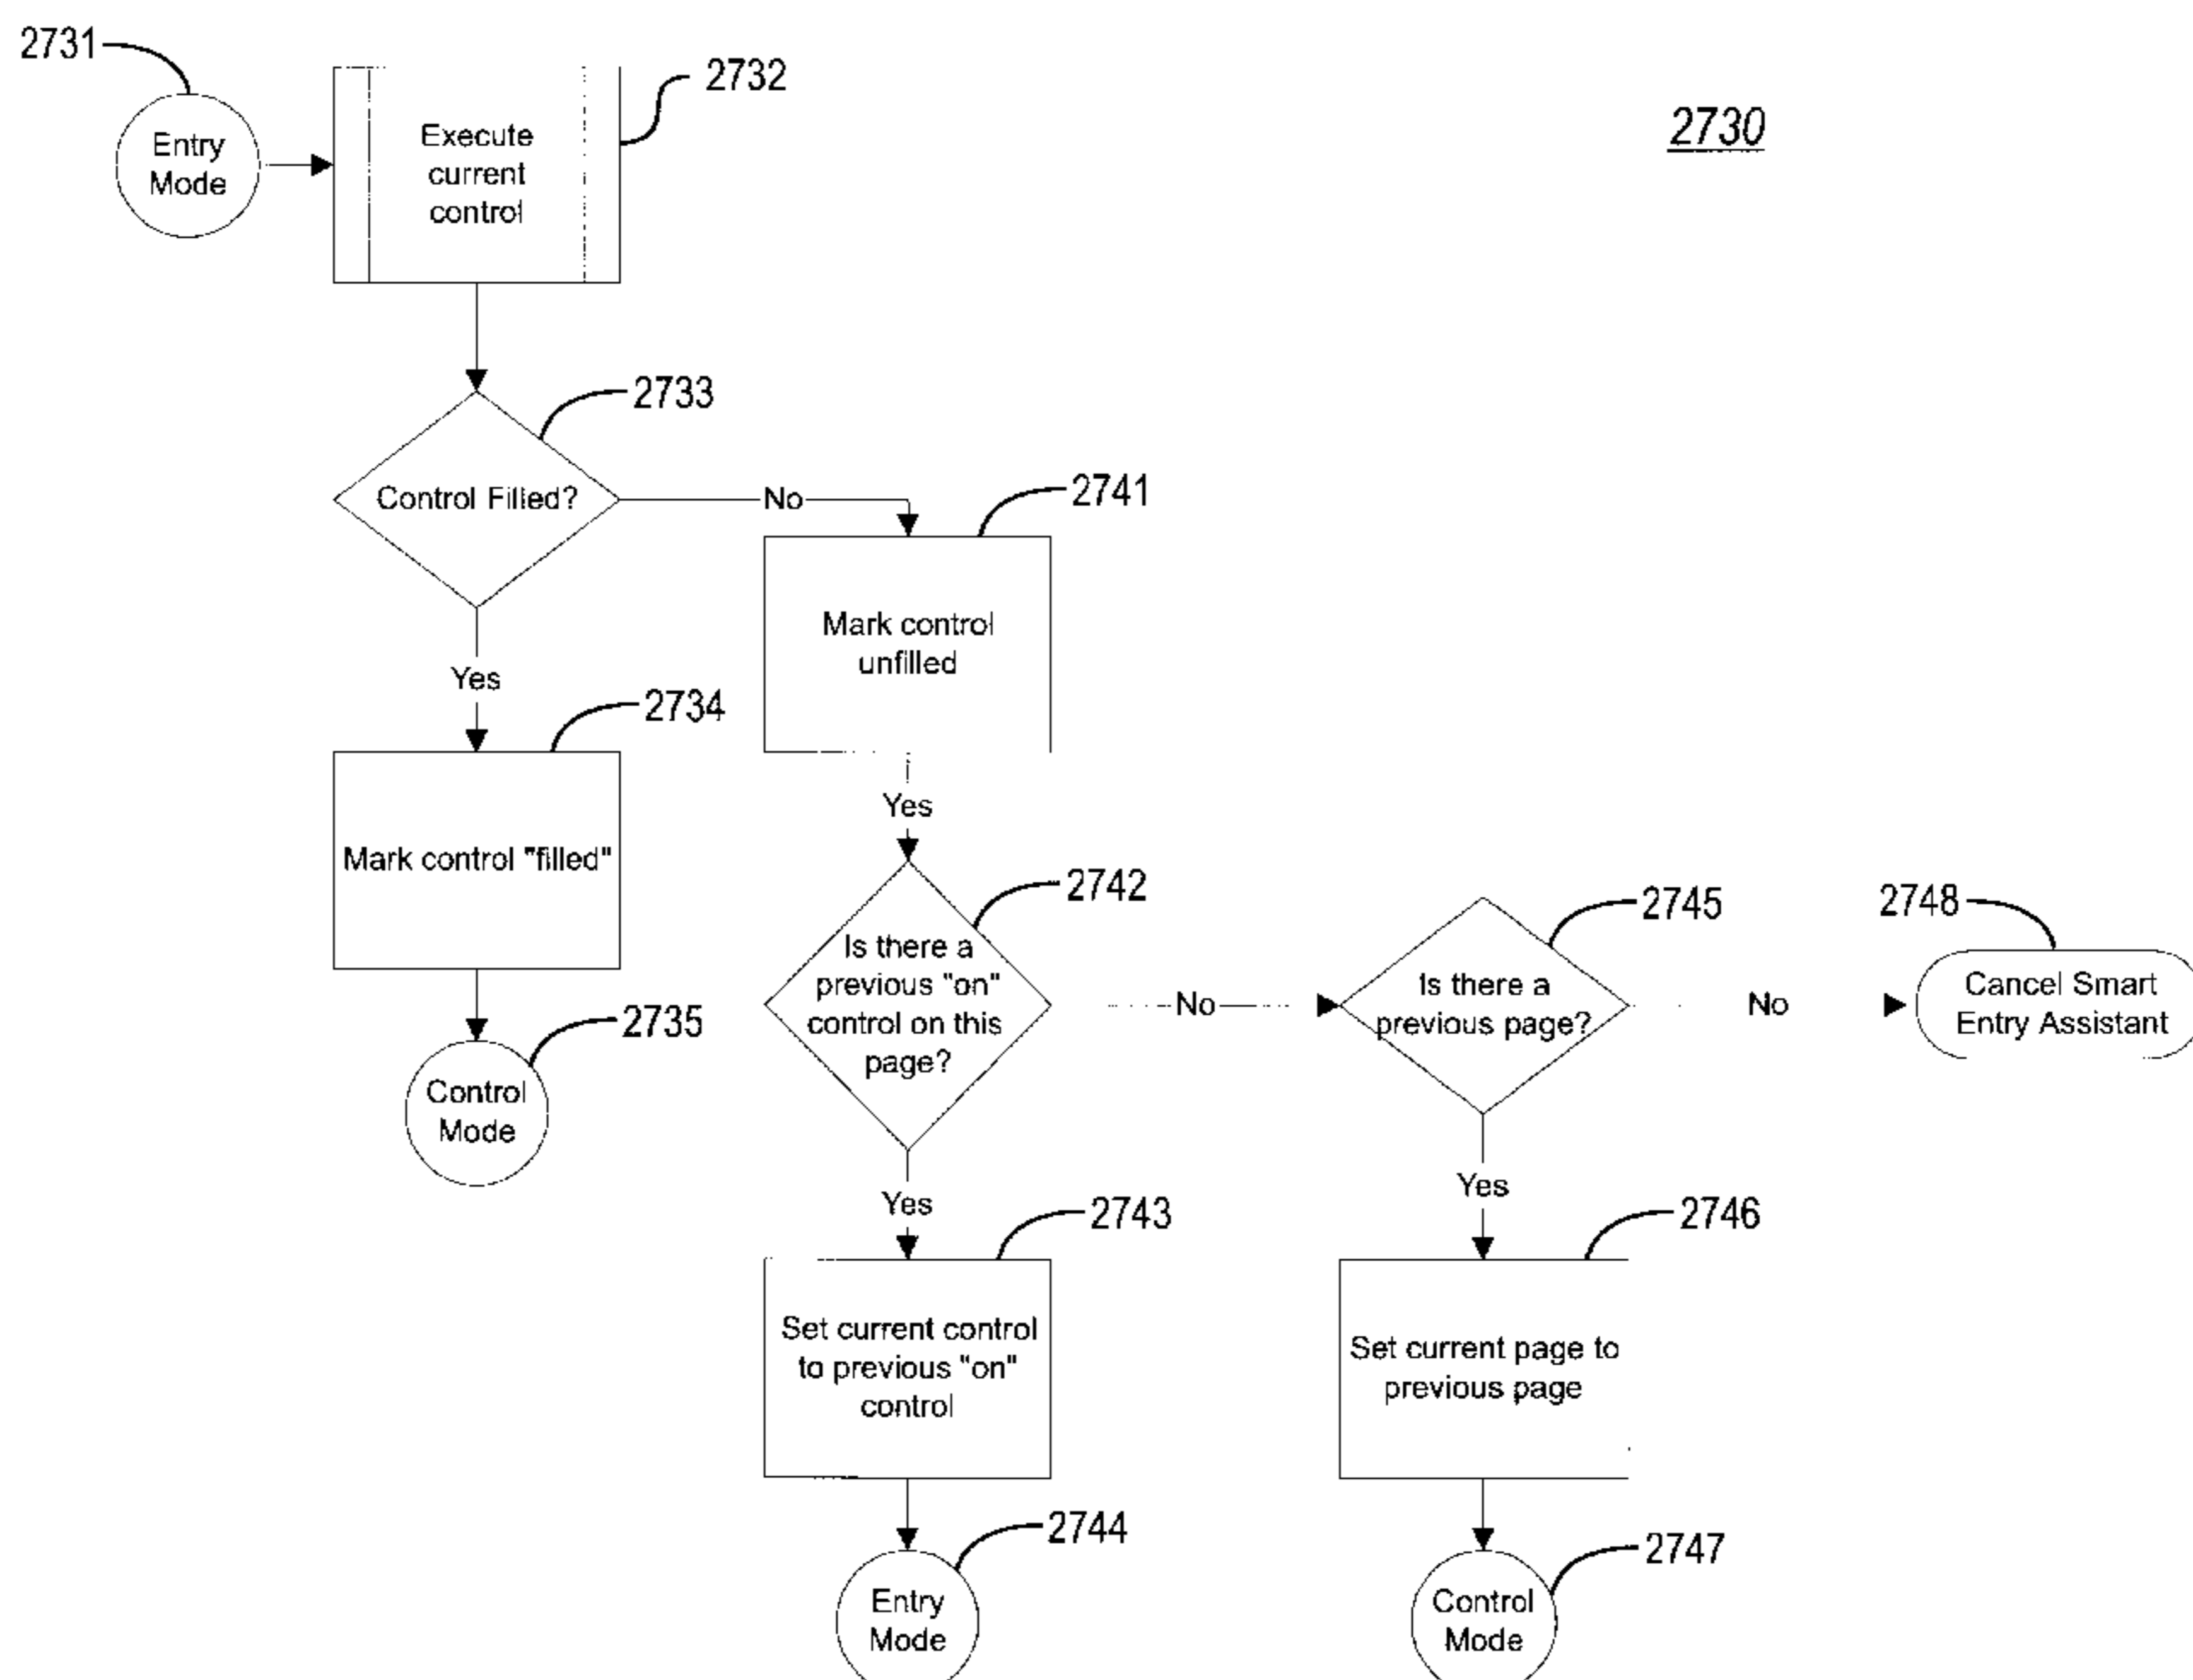 2731
2732
2730
Entry
Mode
Execute
current
control
2733
Control Filled?
No
2741
Mark control
unfilled
Yes
2734
Mark control "filled"
2735
Control
Mode
Yes
2742
Is there a
previous "on"
control on this
page?
No
2745
Is there a
previous page?
No
2748
Cancel Smart
Entry Assistant
Yes
2743
Set current control
to previous "on"
control
2744
Entry
Mode
Yes
2746
Set current page to
previous page
2747
Control
Mode